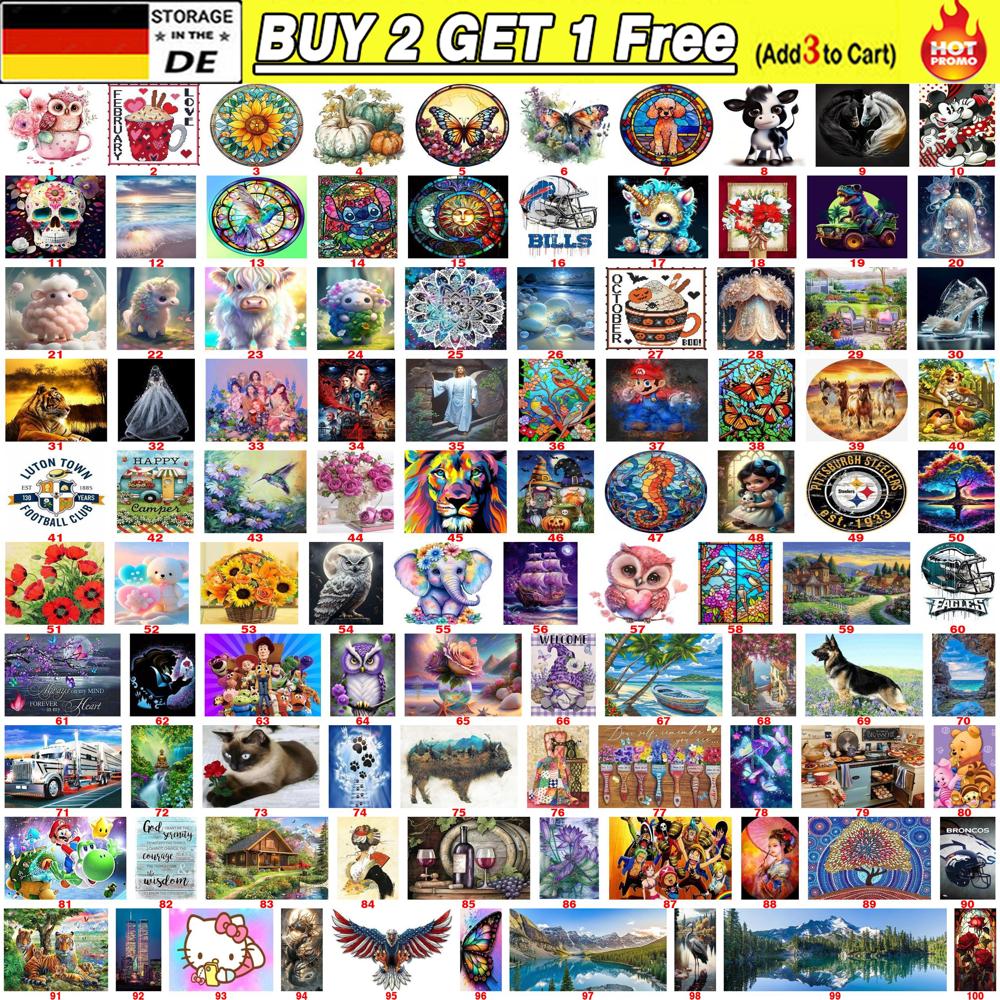 STORAGE
IN THE
DE
BUY 2 GET 1 Free
(Add 3 to Cart)
HOT
PROMO
FEBRUARY
LOVE
1 2 3 4 5 6 7 8 9 10
BILLS
11 12 13 14 15 16 17 18 19 20
OCTOBER
BOO!
21 22 23 24 25 26 27 28 29 30
31 32 33 34 35 36 37 38 39 40
LUTON TOWN
EST 1885
130 YEARS
FOOTBALL CLUB
HAPPY
Camper
PITTSBURGH STEELERS
Steelers
est.-1933
41 42 43 44 45 46 47 48 49 50
EAGLES
51 52 53 54 55 56 57 58 59 60
Always on my MIND
FOREVER in my Heart
WELCOME
61 62 63 64 65 66 67 68 69 70
Dear self, remember
71 72 73 74 75 76 77 78 79 80
God
serenity
courage
wisdom
BRONCOS
81 82 83 84 85 86 87 88 89 90
91 92 93 94 95 96 97 98 99 100